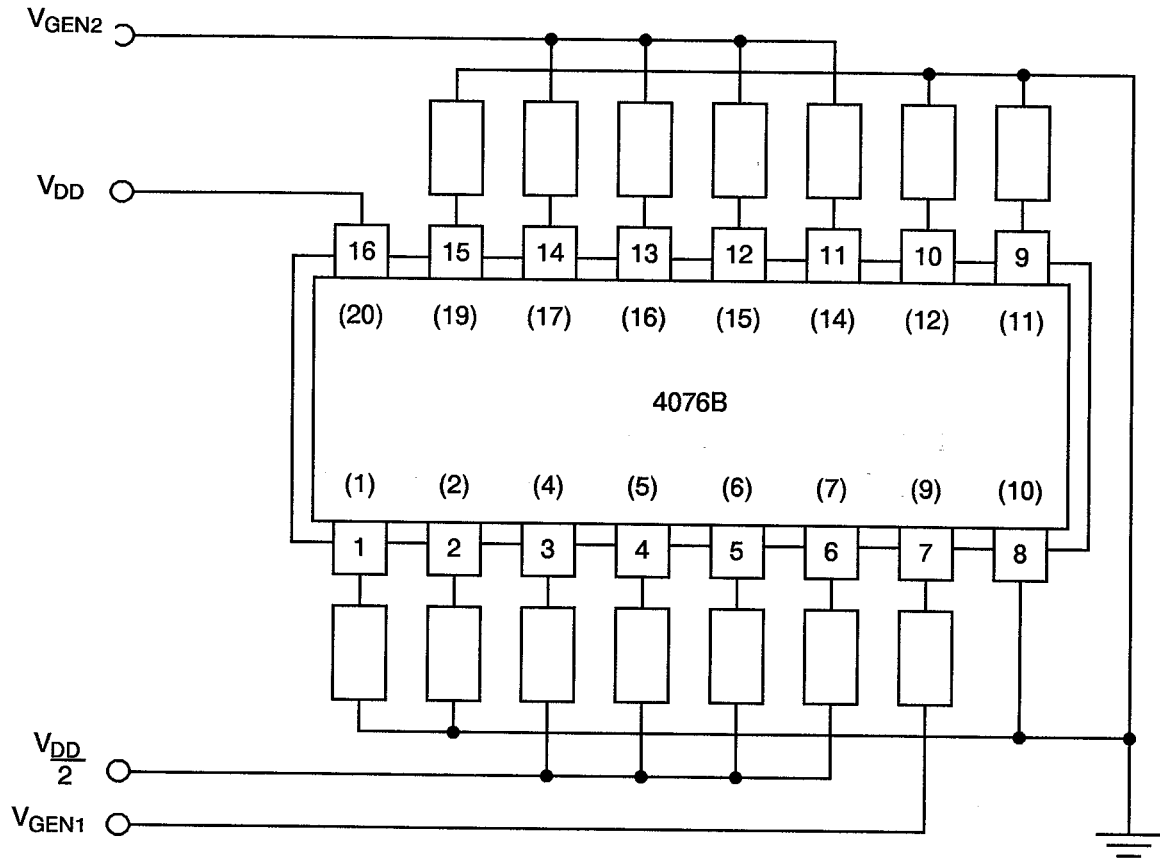 VGEN2
VDD
16 15 14 13 12 11 10 9
(20) (19) (17) (16) (15) (14) (12) (11)
4076B
(1) (2) (4) (5) (6) (7) (9) (10)
1 2 3 4 5 6 7 8
VDD
2
VGEN1